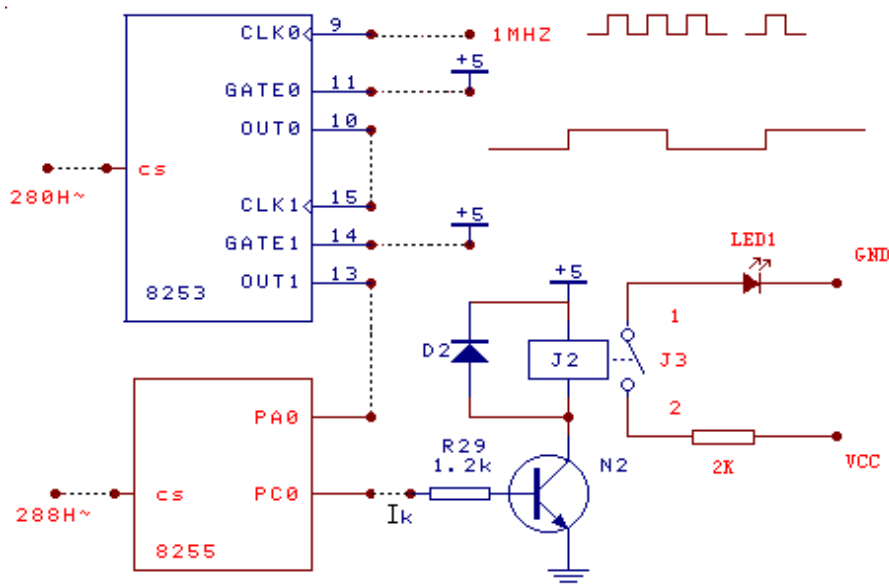 CLK0 9 1MHZ
+5
GATE0 11
OUT0 10
cs
280H~
CLK1 15
+5
GATE1 14
LED1
GND
OUT1 13
+5
8253
1
D2
J2
J3
PA0
2
R29
1.2k
N2
2K
VCC
cs
PC0
288H~
Ik
8255